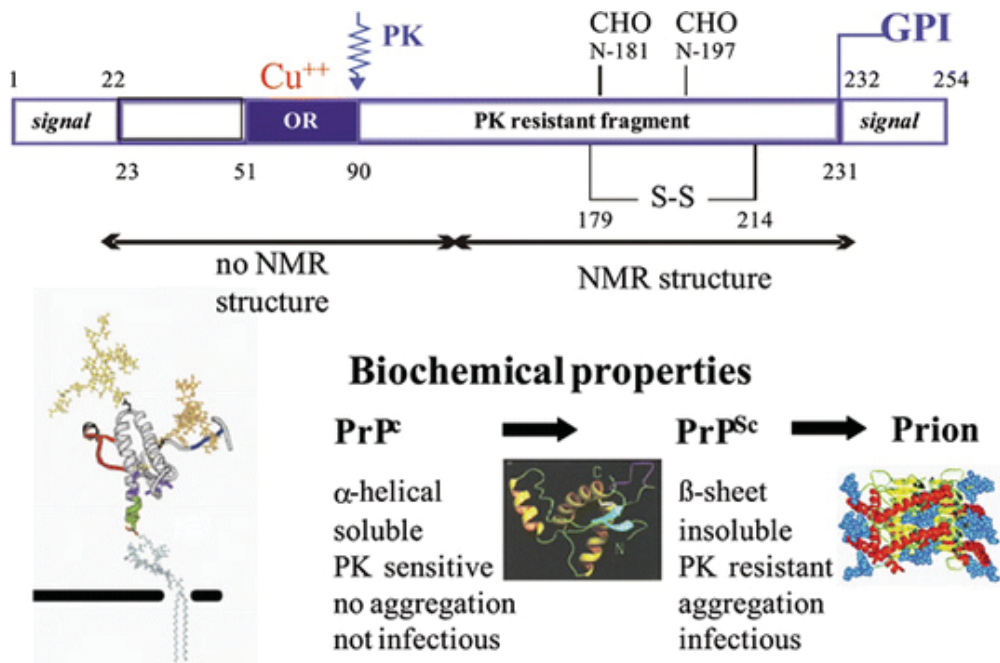 CHO CHO GPI
PK N-181 N-197
Cu++
1 22 232 254
signal OR PK resistant fragment signal
23 51 90 231
S-S
179 214
no NMR
structure
NMR structure
Biochemical properties
PrPc PrPSc Prion
α-helical
soluble
PK sensitive
no aggregation
not infectious
C
N
ß-sheet
insoluble
PK resistant
aggregation
infectious